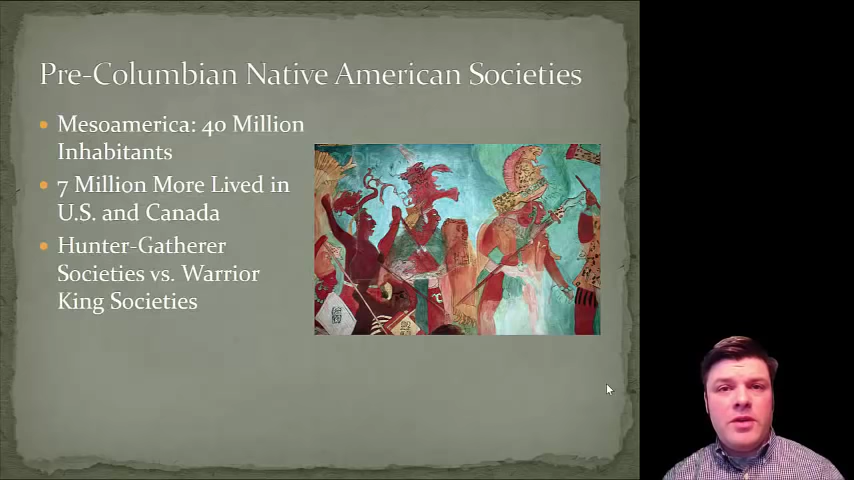 Pre-Columbian Native American Societies
Mesoamerica: 40 Million
Inhabitants
7 Million More Lived in
U.S. and Canada
Hunter-Gatherer
Societies vs. Warrior
King Societies